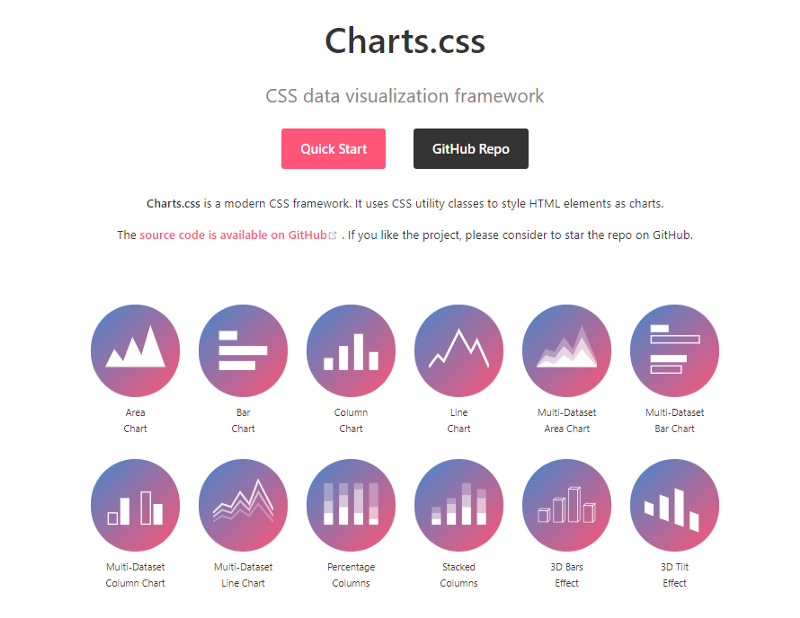 Charts.css
CSS data visualization framework
Quick Start
GitHub Repo
Charts.css is a modern CSS framework. It uses CSS utility classes to style HTML elements as charts.
The source code is available on GitHub . If you like the project, please consider to star the repo on GitHub.
Area
Chart
Bar
Chart
Column
Chart
Line
Chart
Multi-Dataset
Area Chart
Multi-Dataset
Bar Chart
Multi-Dataset
Column Chart
Multi-Dataset
Line Chart
Percentage
Columns
Stacked
Columns
3D Bars
Effect
3D Tilt
Effect